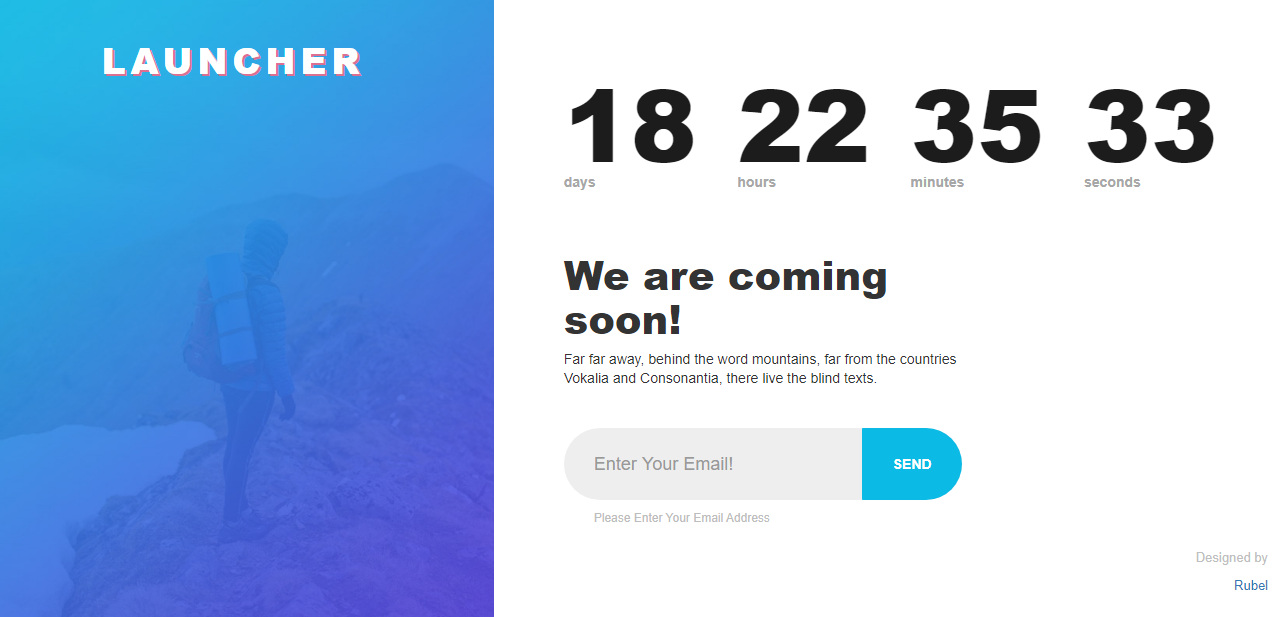 LAUNCHER
18 22 35 33
days hours minutes seconds
We are coming
soon!
Far far away, behind the word mountains, far from the countries
Vokalia and Consonantia, there live the blind texts.
Enter Your Email! SEND
Please Enter Your Email Address
Designed by
Rubel